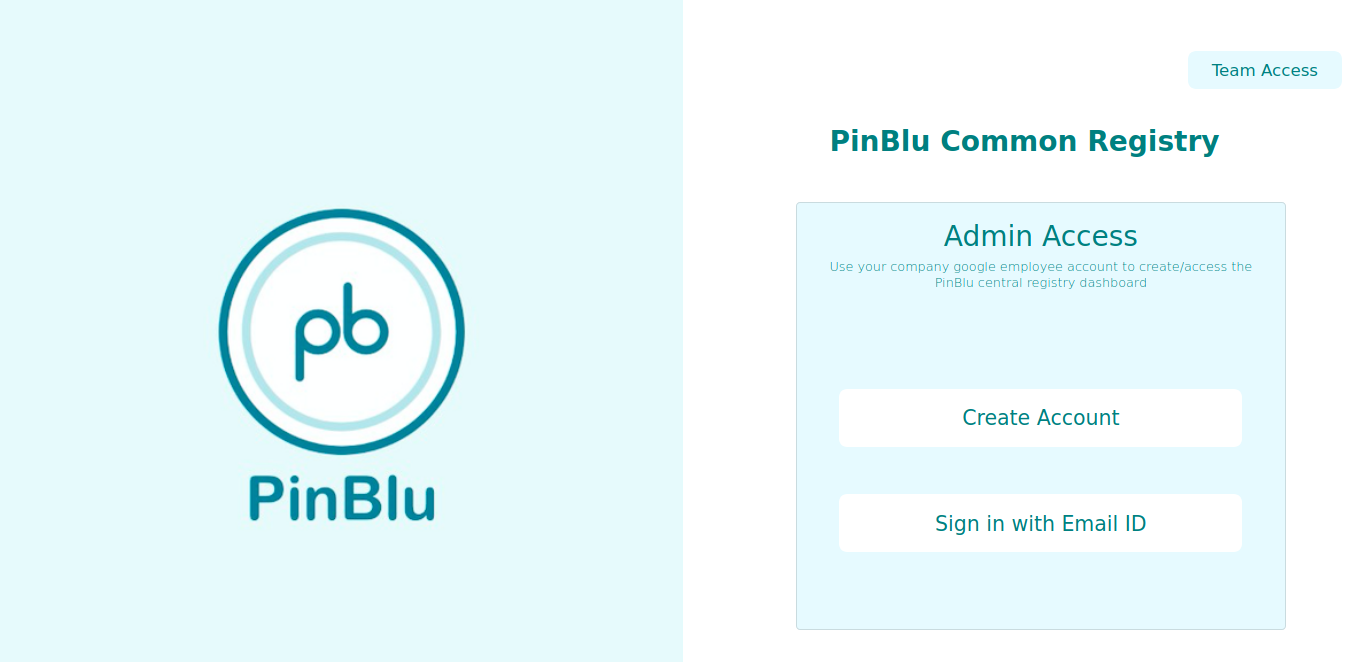 pb
PinBlu
Team Access
PinBlu Common Registry
Admin Access
Use your company google employee account to create/access the
PinBlu central registry dashboard
Create Account
Sign in with Email ID